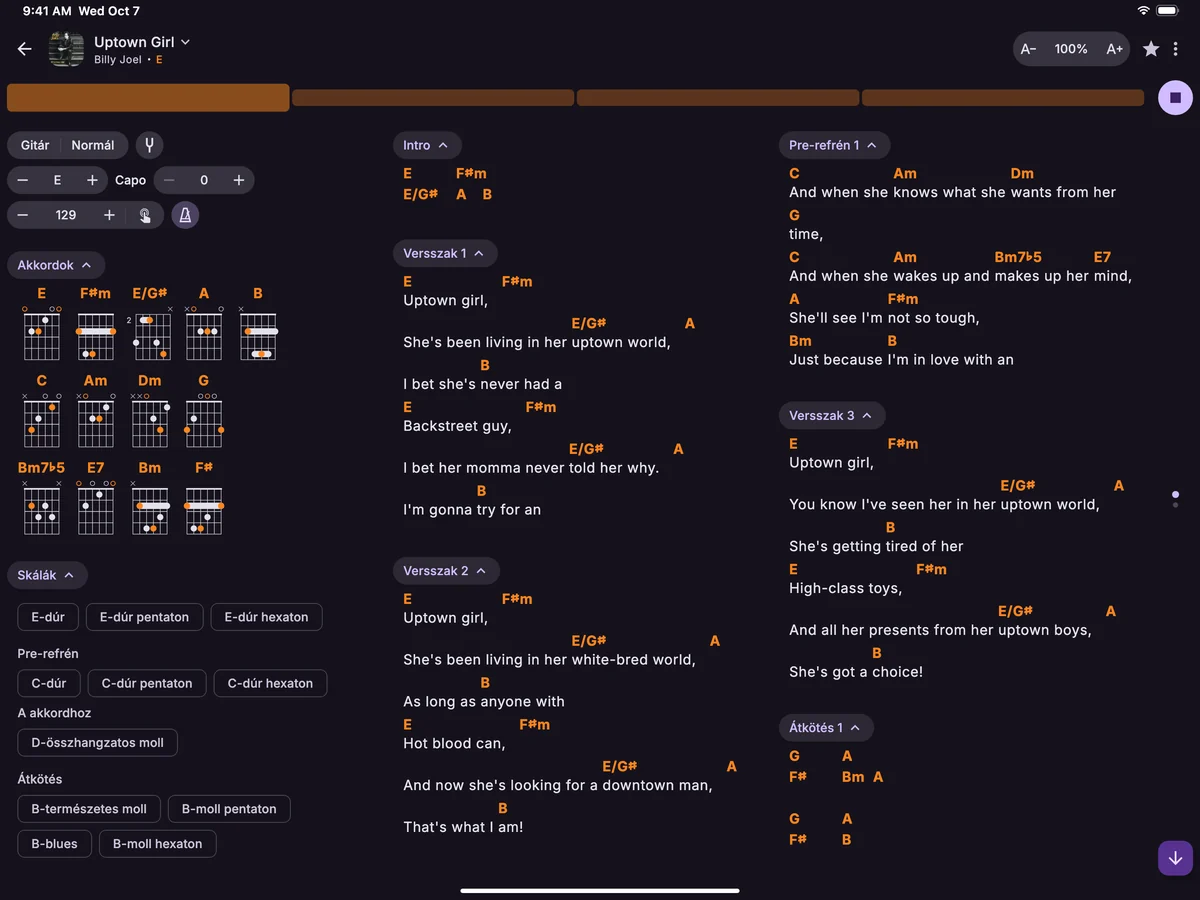 9:41 AM Wed Oct 7
Uptown Girl
Billy Joel • E
A− 100% A+
Gitár Normál
− E + Capo − 0 +
− 129 +
Akkordok
E F#m E/G# A B
2
C Am Dm G
Bm7♭5 E7 Bm F#
Skálák
E-dúr E-dúr pentaton E-dúr hexaton
Pre-refrén
C-dúr C-dúr pentaton C-dúr hexaton
A akkordhoz
D-összhangzatos moll
Átkötés
B-természetes moll B-moll pentaton
B-blues B-moll hexaton
Intro
E F#m
E/G# A B
Versszak 1
E F#m
Uptown girl,
E/G# A
She's been living in her uptown world,
B
I bet she's never had a
E F#m
Backstreet guy,
E/G# A
I bet her momma never told her why.
B
I'm gonna try for an
Versszak 2
E F#m
Uptown girl,
E/G# A
She's been living in her white-bred world,
B
As long as anyone with
E F#m
Hot blood can,
E/G# A
And now she's looking for a downtown man,
B
That's what I am!
Pre-refrén 1
C Am Dm
And when she knows what she wants from her
G
time,
C Am Bm7♭5 E7
And when she wakes up and makes up her mind,
A F#m
She'll see I'm not so tough,
Bm B
Just because I'm in love with an
Versszak 3
E F#m
Uptown girl,
E/G# A
You know I've seen her in her uptown world,
B
She's getting tired of her
E F#m
High-class toys,
E/G# A
And all her presents from her uptown boys,
B
She's got a choice!
Átkötés 1
G A
F# Bm A
G A
F# B